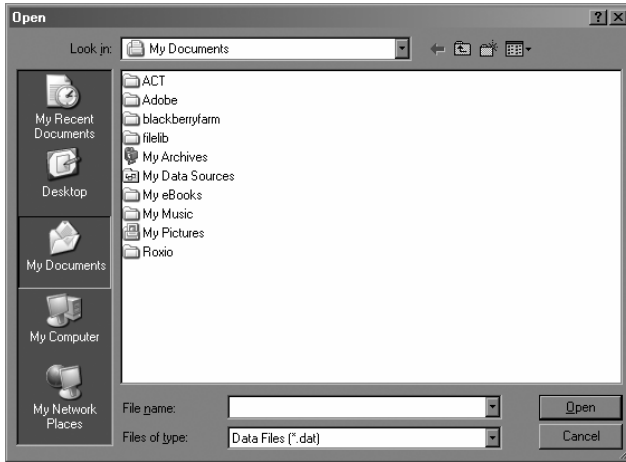 Open
Look in: My Documents
ACT
Adobe
blackberryfarm
filelib
My Archives
My Data Sources
My eBooks
My Music
My Pictures
Roxio
My Recent
Documents
Desktop
My Documents
My Computer
My Network
Places
File name:
Open
Files of type: Data Files (*.dat)
Cancel